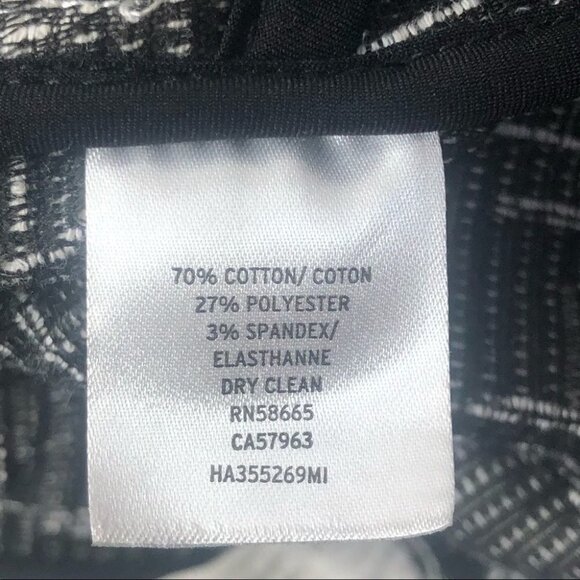 70% COTTON/ COTON
27% POLYESTER
3% SPANDEX/
ELASTHANNE
DRY CLEAN
RN58665
CA57963
HA355269MI